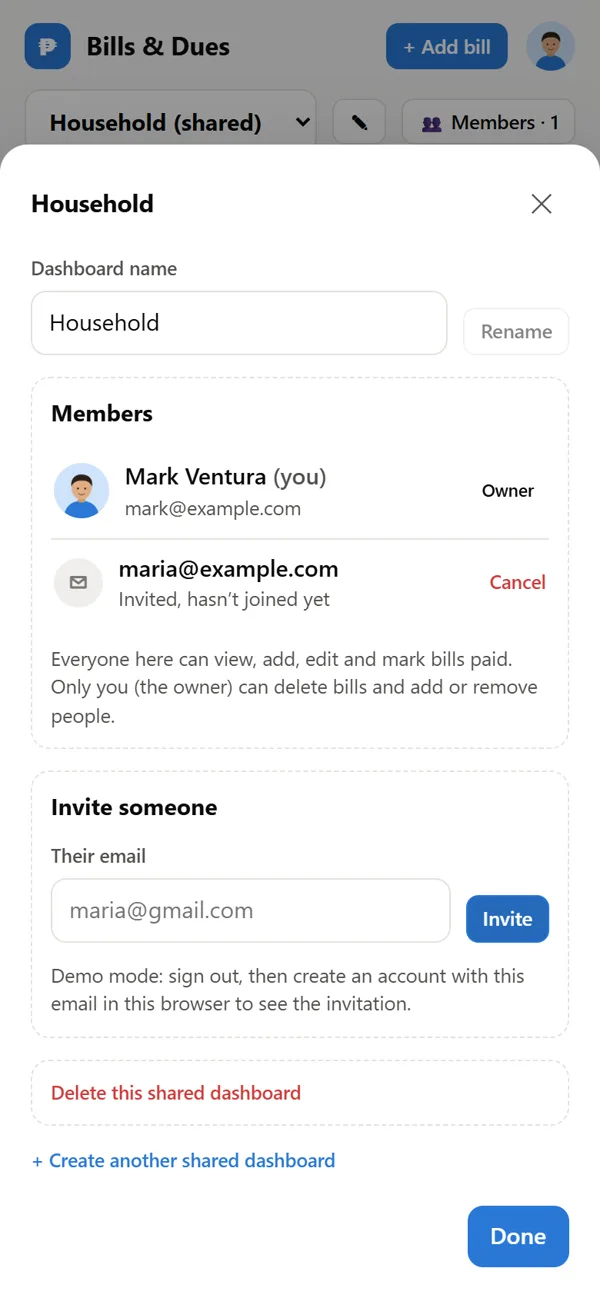 ₱ Bills & Dues + Add bill
Household (shared) Members · 1
Household
Dashboard name
Household Rename
Members
Mark Ventura (you)
mark@example.com
Owner
maria@example.com
Invited, hasn’t joined yet
Cancel
Everyone here can view, add, edit and mark bills paid.
Only you (the owner) can delete bills and add or remove
people.
Invite someone
Their email
maria@gmail.com Invite
Demo mode: sign out, then create an account with this
email in this browser to see the invitation.
Delete this shared dashboard
+ Create another shared dashboard
Done